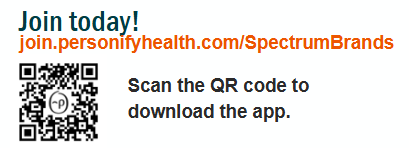 Join today!
join.personifyhealth.com/SpectrumBrands
Scan the QR code to
download the app.